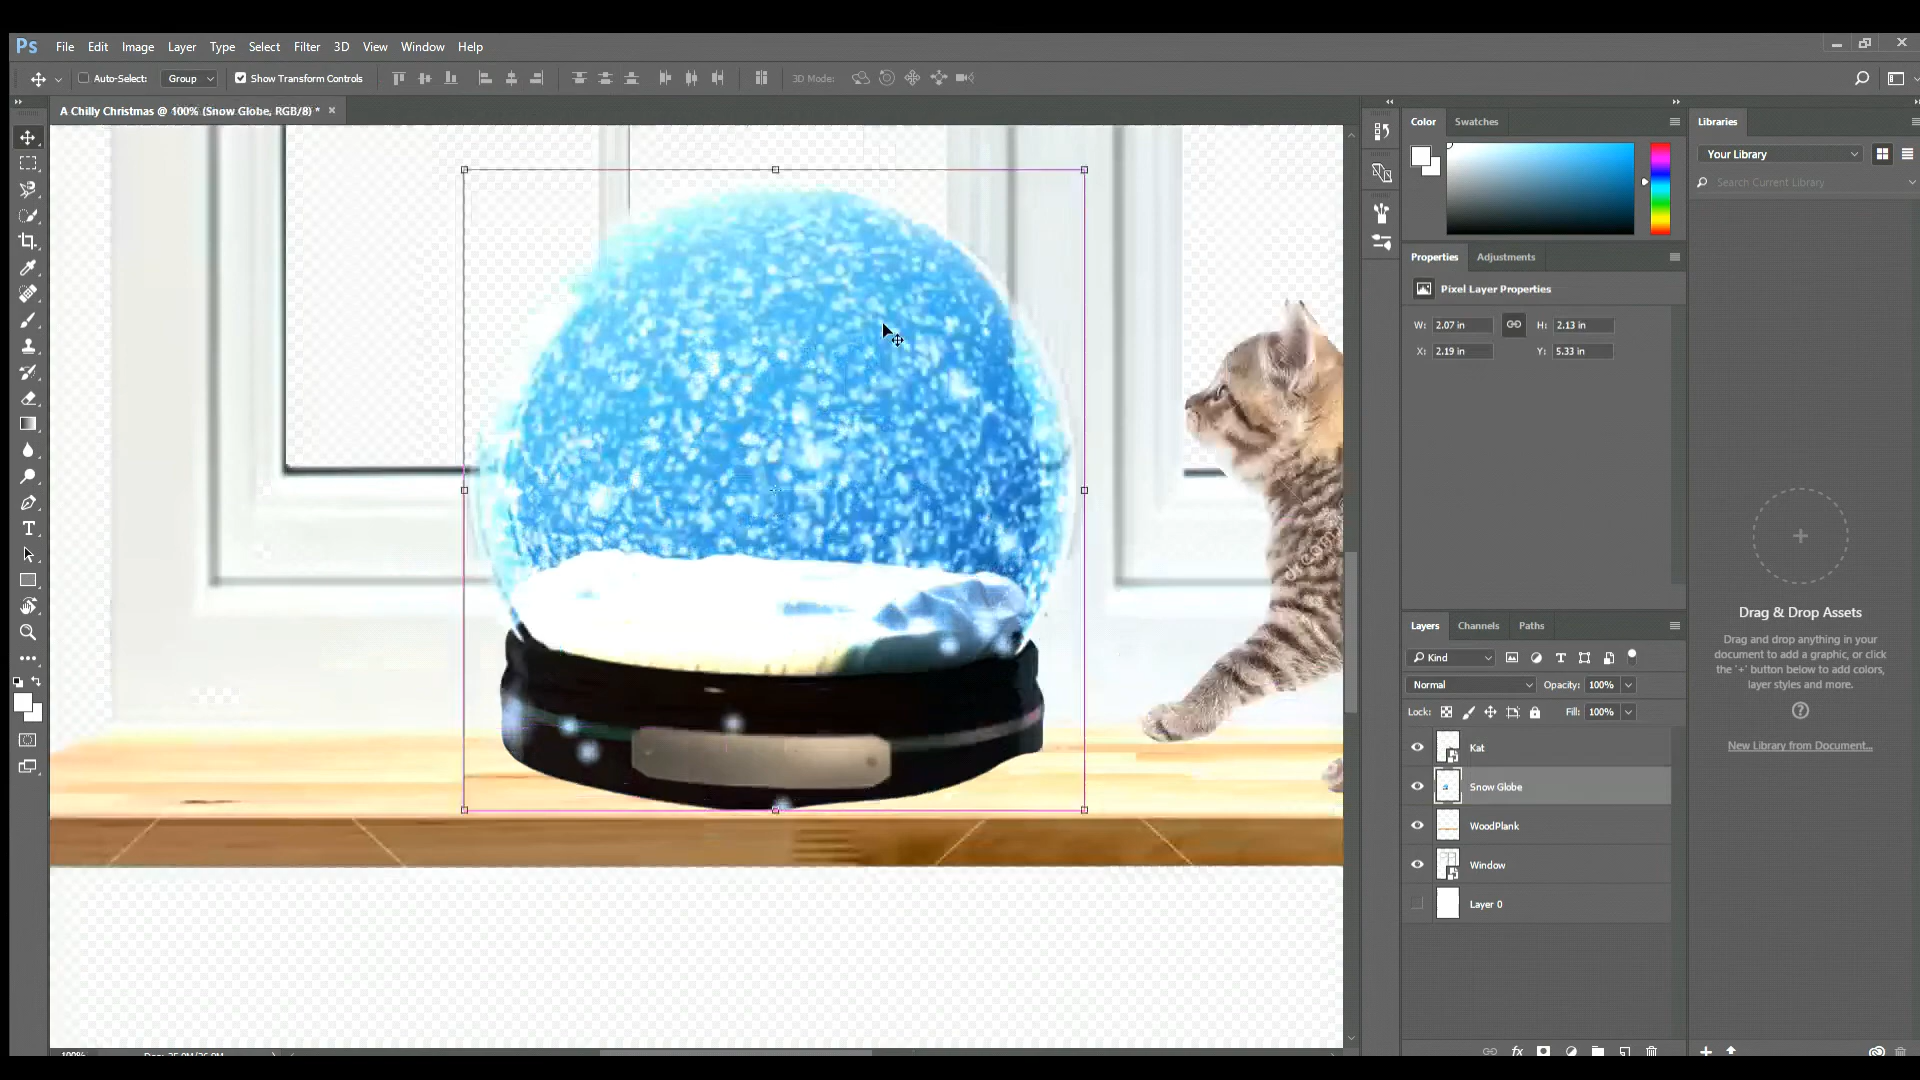 Ps File Edit Image Layer Type Select Filter 3D View Window Help
Auto-Select: Group Show Transform Controls 3D Mode:
A Chilly Christmas @ 100% (Snow Globe, RGB/8) * ×
Color Swatches
Libraries
Your Library
Search Current Library
Properties Adjustments
Pixel Layer Properties
W: 2.07 in H: 2.13 in
X: 2.19 in Y: 5.33 in
Drag & Drop Assets
Drag and drop anything in your
document to add a graphic, or click
the '+' button below to add colors,
layer styles and more.
New Library from Document...
Layers Channels Paths
Kind
Normal Opacity: 100%
Lock: Fill: 100%
Kat
Snow Globe
WoodPlank
Window
Layer 0
fx